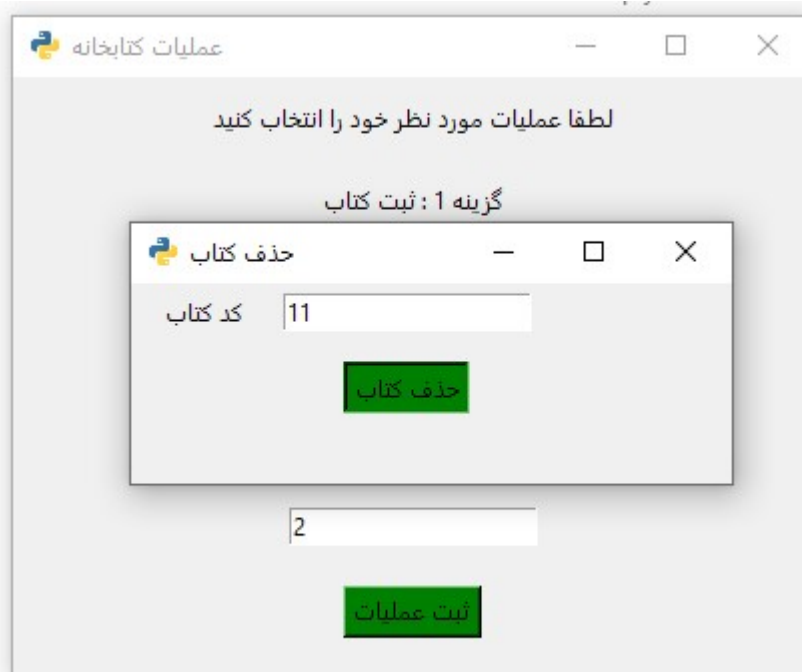 عملیات کتابخانه
لطفا عملیات مورد نظر خود را انتخاب کنید
گزینه 1 : ثبت کتاب
حذف کتاب
کد کتاب 11
حذف کتاب
2
ثبت عملیات